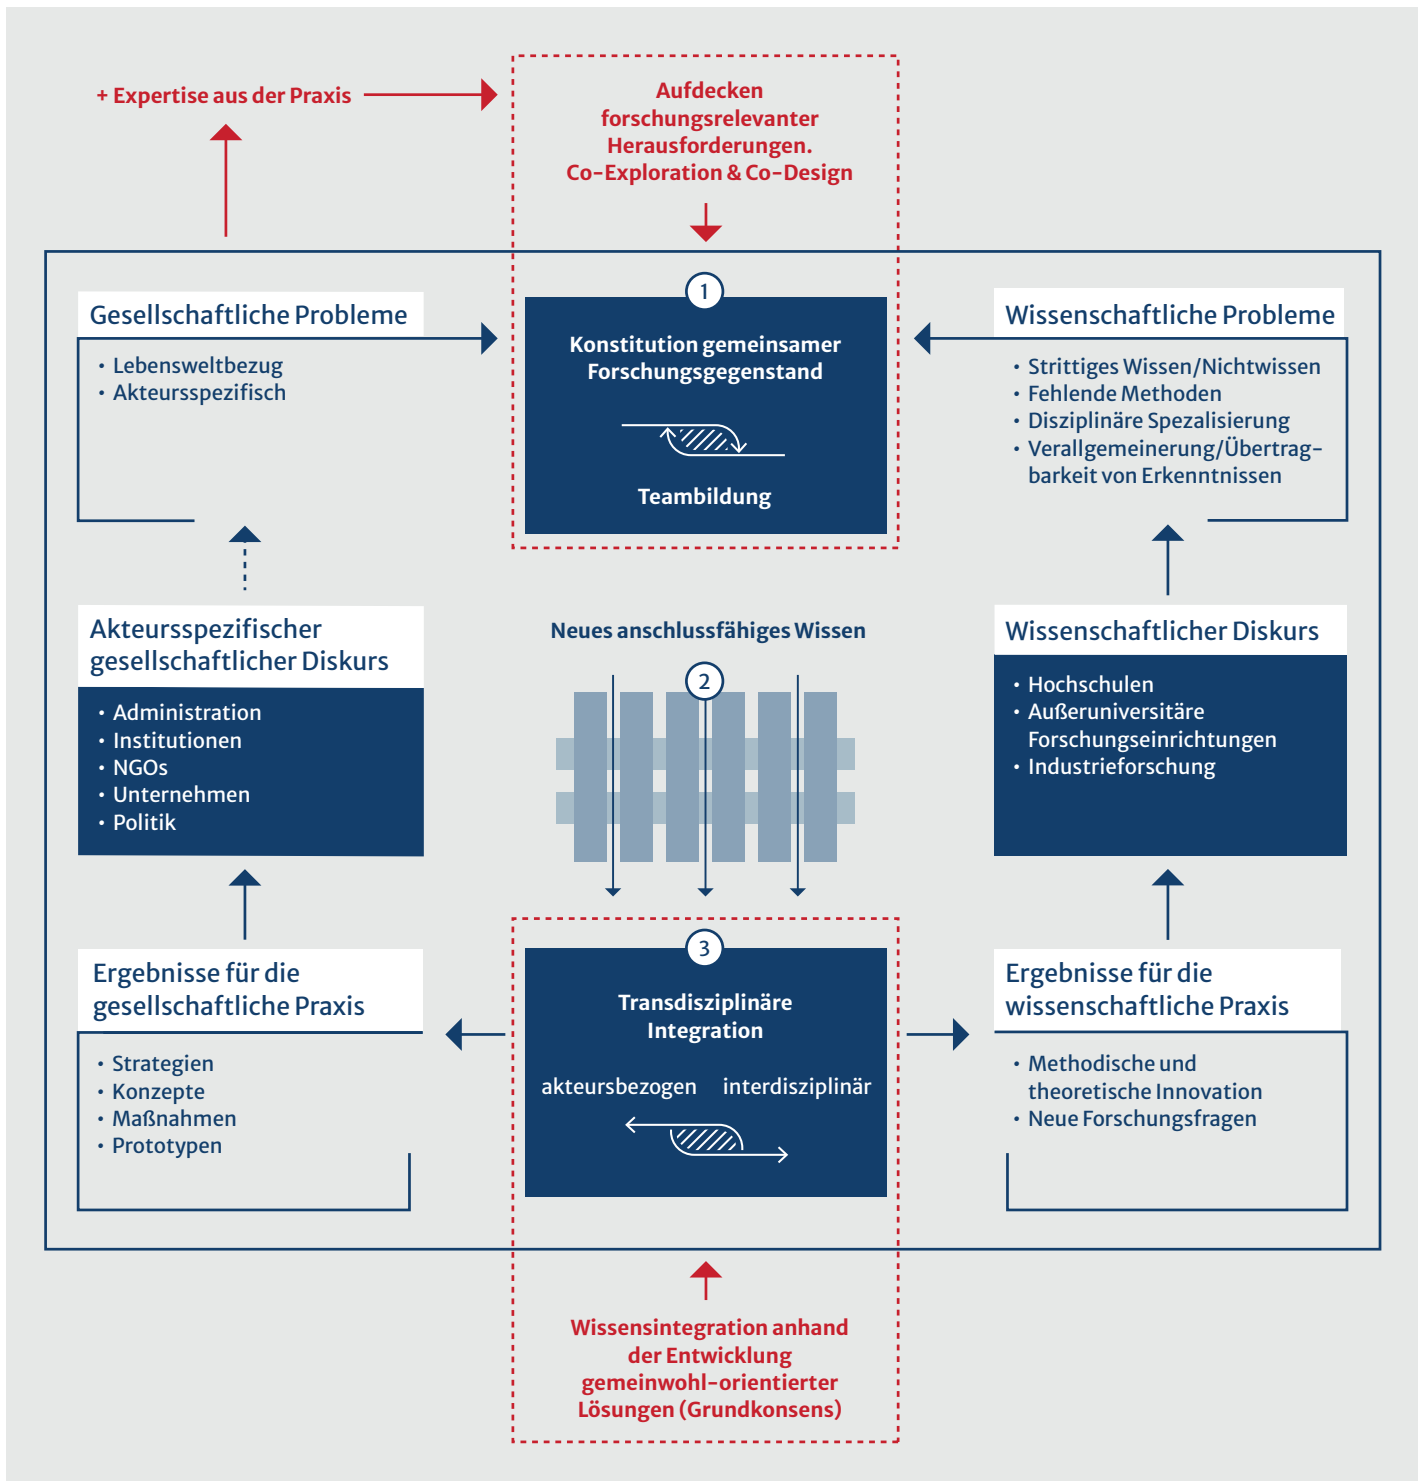 + Expertise aus der Praxis
Aufdecken
forschungsrelevanter
Herausforderungen.
Co-Exploration & Co-Design
Gesellschaftliche Probleme
• Lebensweltbezug
• Akteursspezifisch
1
Konstitution gemeinsamer
Forschungsgegenstand
Teambildung
Wissenschaftliche Probleme
• Strittiges Wissen/Nichtwissen
• Fehlende Methoden
• Disziplinäre Spezalisierung
• Verallgemeinerung/Übertrag-
barkeit von Erkenntnissen
Akteursspezifischer
gesellschaftlicher Diskurs
• Administration
• Institutionen
• NGOs
• Unternehmen
• Politik
Neues anschlussfähiges Wissen
2
Wissenschaftlicher Diskurs
• Hochschulen
• Außeruniversitäre
Forschungseinrichtungen
• Industrieforschung
Ergebnisse für die
gesellschaftliche Praxis
• Strategien
• Konzepte
• Maßnahmen
• Prototypen
3
Transdisziplinäre
Integration
akteursbezogen interdisziplinär
Ergebnisse für die
wissenschaftliche Praxis
• Methodische und
theoretische Innovation
• Neue Forschungsfragen
Wissensintegration anhand
der Entwicklung
gemeinwohl-orientierter
Lösungen (Grundkonsens)